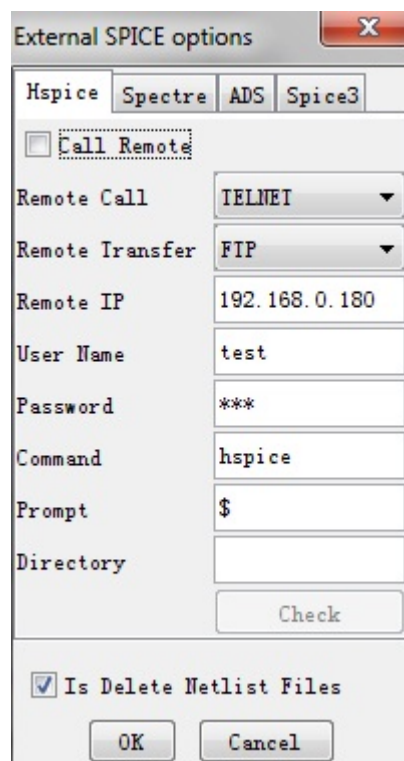 External SPICE options
Hspice Spectre ADS Spice3
Call Remote
Remote Call TELNET
Remote Transfer FTP
Remote IP 192.168.0.180
User Name test
Password ***
Command hspice
Prompt $
Directory
Check
Is Delete Netlist Files
OK Cancel